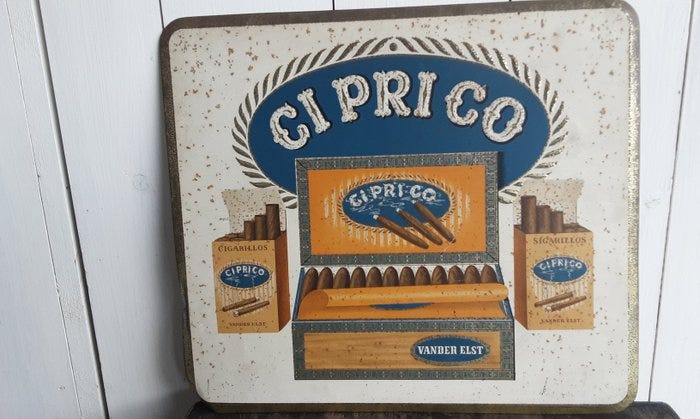 CIPRICO
CIPRICO
CIGARILLOS
CIPRICO
VANDER ELST
SIGARILLOS
CIPRICO
VANDER ELST
VANDER ELST